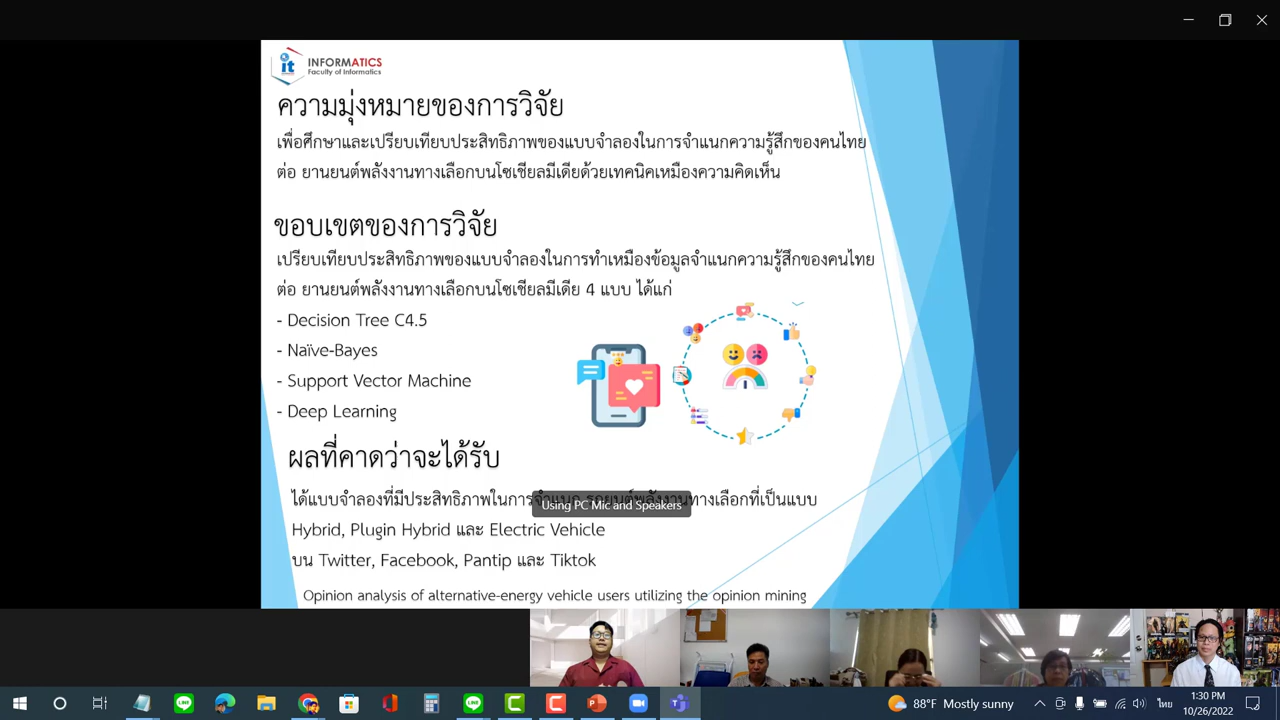 it
INFORMATICS
Faculty of Informatics
ความมุ่งหมายของการวิจัย
เพื่อศึกษาและเปรียบเทียบประสิทธิภาพของแบบจำลองในการจำแนกความรู้สึกของคนไทย
ต่อ ยานยนต์พลังงานทางเลือกบนโซเชียลมีเดียด้วยเทคนิคเหมืองความคิดเห็น
ขอบเขตของการวิจัย
เปรียบเทียบประสิทธิภาพของแบบจำลองในการทำเหมืองข้อมูลจำแนกความรู้สึกของคนไทย
ต่อ ยานยนต์พลังงานทางเลือกบนโซเชียลมีเดีย 4 แบบ ได้แก่
- Decision Tree C4.5
- Naïve-Bayes
- Support Vector Machine
- Deep Learning
ผลที่คาดว่าจะได้รับ
ได้แบบจำลองที่มีประสิทธิภาพในการจำแนก รถยนต์พลังงานทางเลือกที่เป็นแบบ
Using PC Mic and Speakers
Hybrid, Plugin Hybrid และ Electric Vehicle
บน Twitter, Facebook, Pantip และ Tiktok
Opinion analysis of alternative-energy vehicle users utilizing the opinion mining
88°F Mostly sunny
ไทย
1:30 PM
10/26/2022